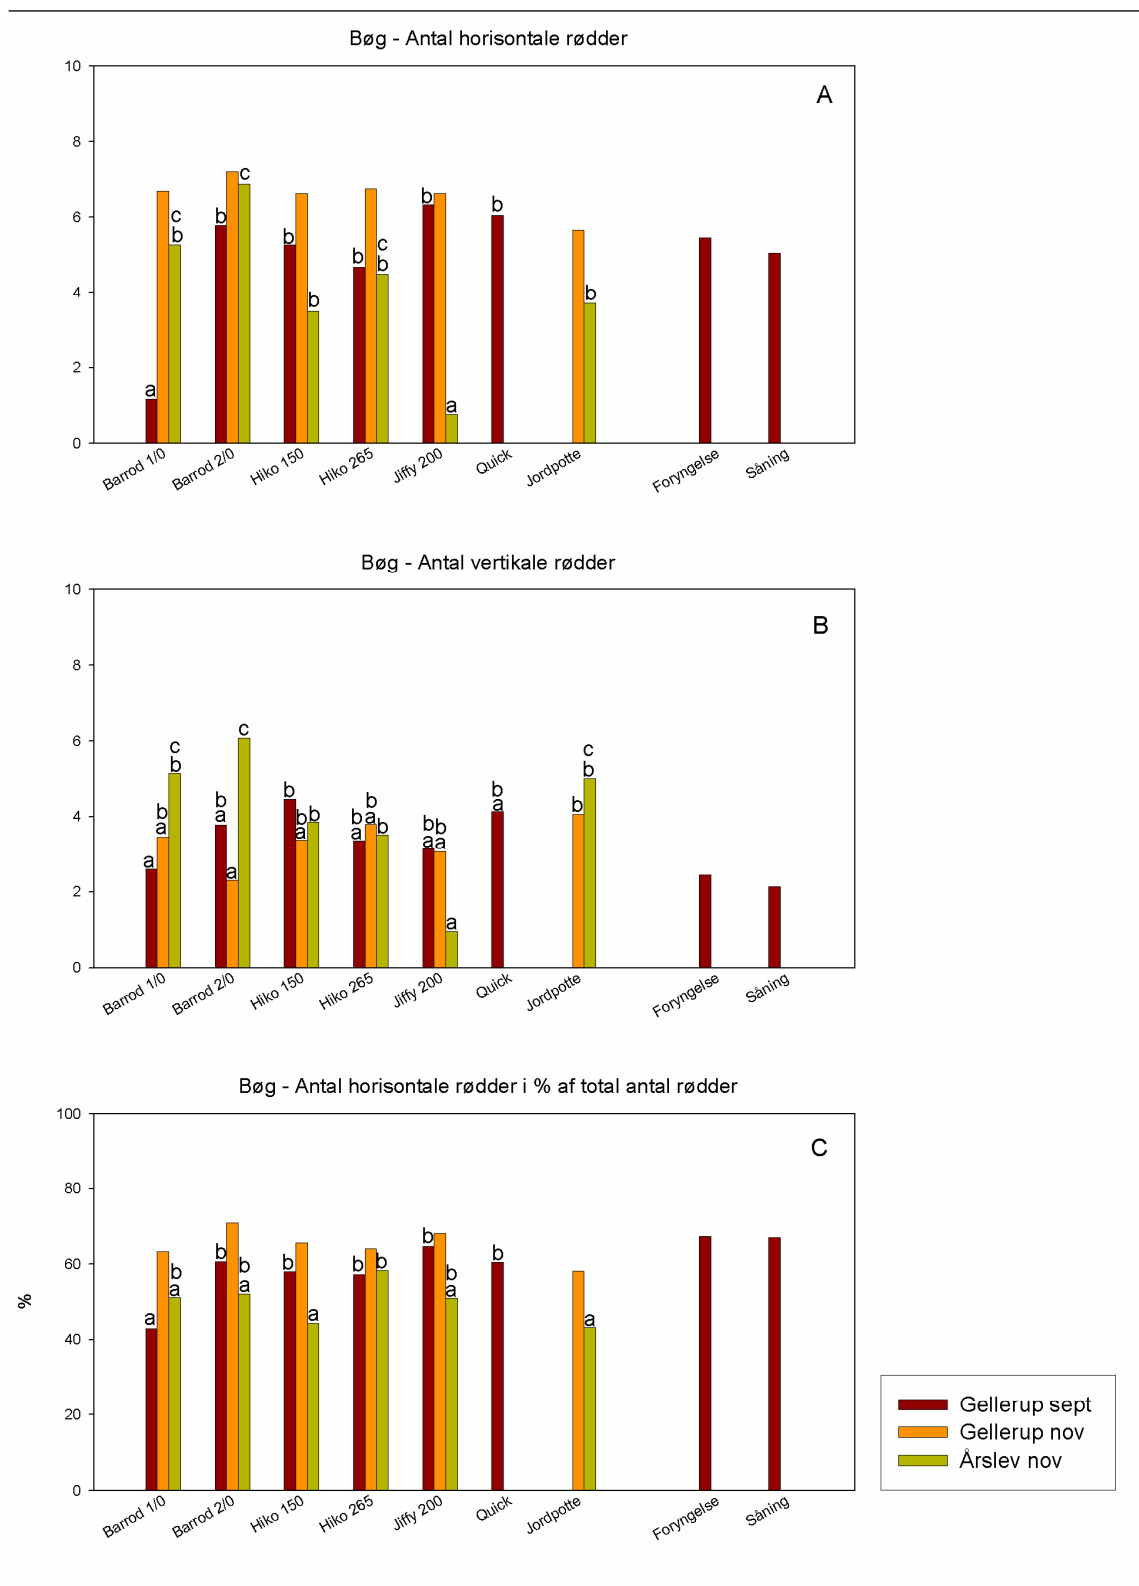 Bøg - Antal horisontale rødder
A
10
8
6
4
2
0
a
c
b
b
c
b
b
b
c
b
b
a
b
b
Barrod 1/0
Barrod 2/0
Hiko 150
Hiko 265
Jiffy 200
Quick
Jordpotte
Foryngelse
Såning
Bøg - Antal vertikale rødder
B
10
8
6
4
2
0
a
b
a
c
b
b
a
a
c
b
b
a
b
b
a
b
a
b
b
a
b
a
a
b
a
b
c
b
Barrod 1/0
Barrod 2/0
Hiko 150
Hiko 265
Jiffy 200
Quick
Jordpotte
Foryngelse
Såning
Bøg - Antal horisontale rødder i % af total antal rødder
C
%
100
80
60
40
20
0
a
b
a
b
b
a
b
a
b
b
b
b
a
b
a
Barrod 1/0
Barrod 2/0
Hiko 150
Hiko 265
Jiffy 200
Quick
Jordpotte
Foryngelse
Såning
Gellerup sept
Gellerup nov
Årslev nov